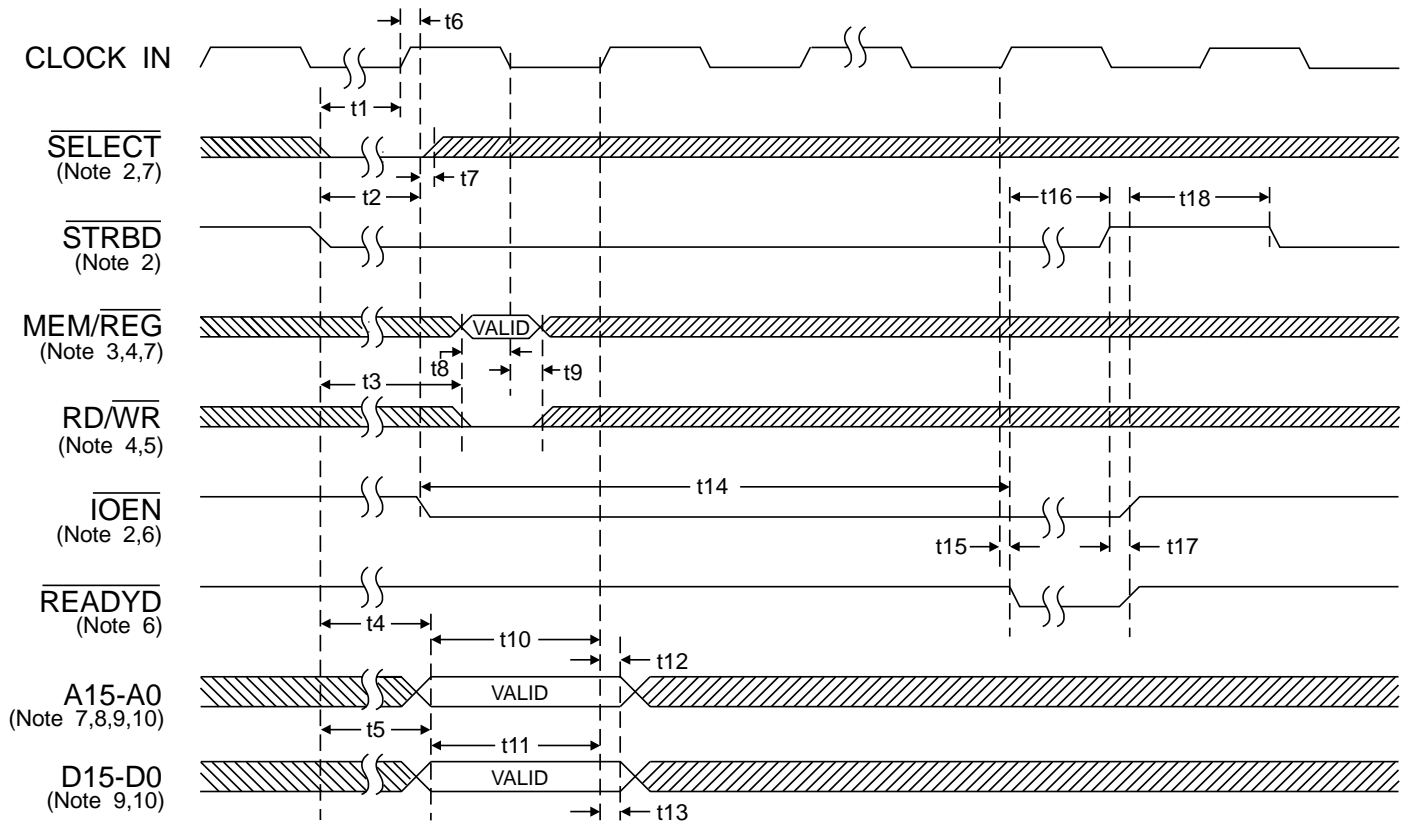 t6
CLOCK IN
t1
SELECT
(Note 2,7)
t7
t2
t16
t18
STRBD
(Note 2)
MEM/REG
VALID
(Note 3,4,7)
t8
t9
t3
RD/WR
(Note 4,5)
t14
IOEN
(Note 2,6)
t15
t17
READYD
(Note 6)
t4
t10
t12
A15-A0
VALID
(Note 7,8,9,10)
t5
t11
D15-D0
VALID
(Note 9,10)
t13